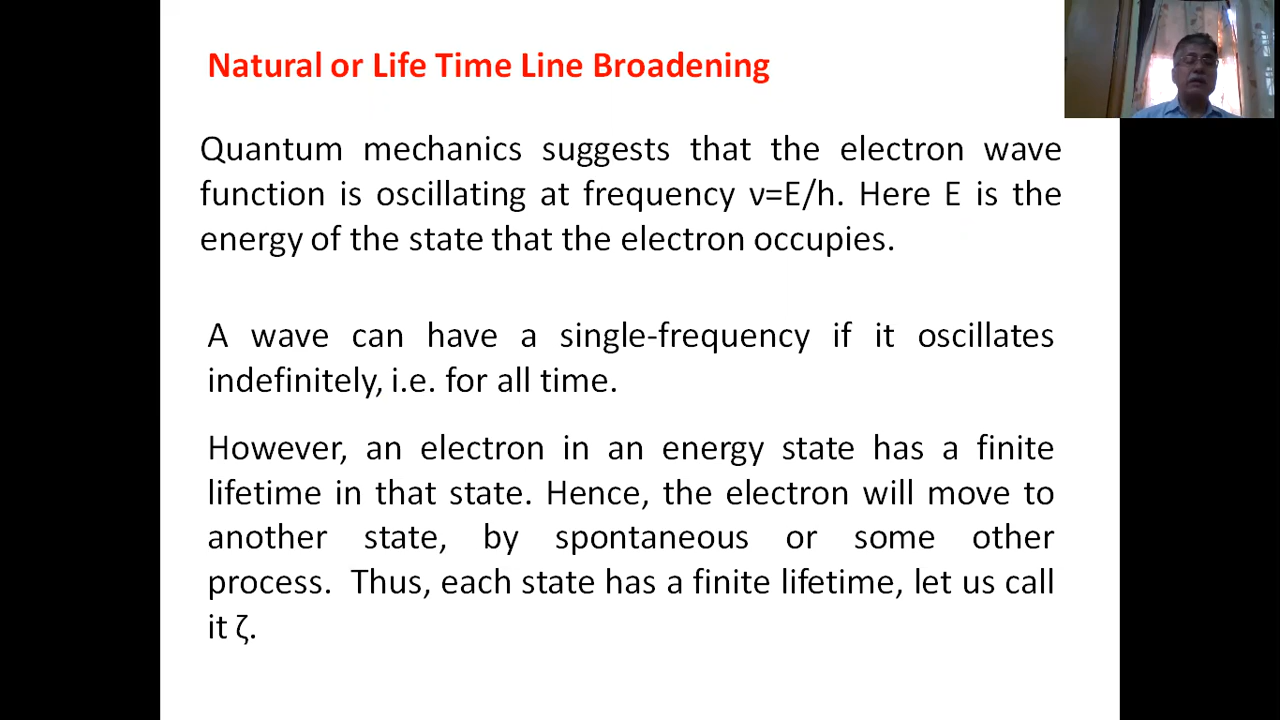 Natural or Life Time Line Broadening
Quantum mechanics suggests that the electron wave
function is oscillating at frequency ν=E/h. Here E is the
energy of the state that the electron occupies.
A wave can have a single-frequency if it oscillates
indefinitely, i.e. for all time.
However, an electron in an energy state has a finite
lifetime in that state. Hence, the electron will move to
another state, by spontaneous or some other
process. Thus, each state has a finite lifetime, let us call
it ζ.